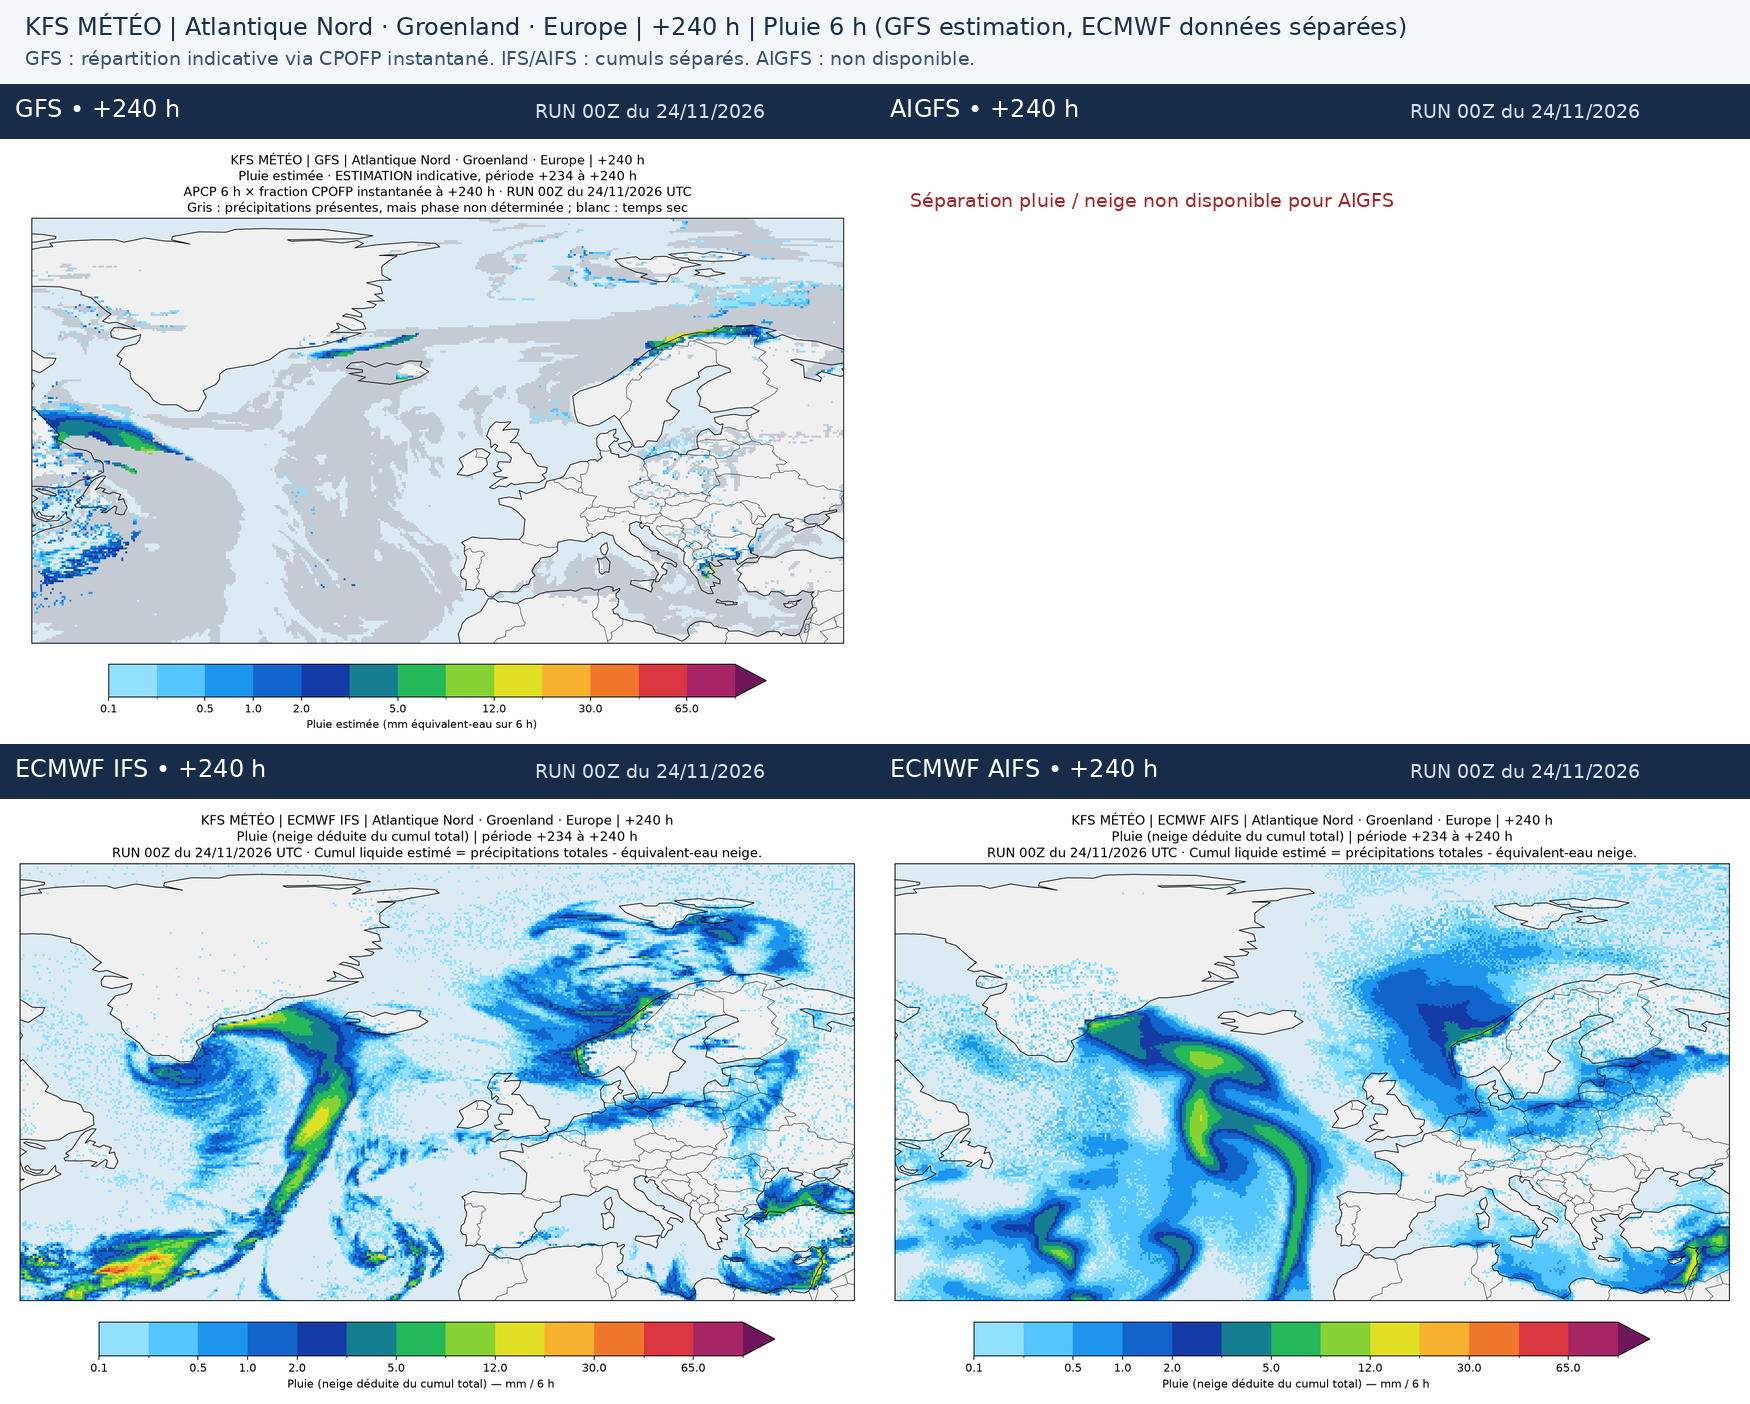 KFS MÉTÉO | Atlantique Nord · Groenland · Europe | +240 h | Pluie 6 h (GFS estimation, ECMWF données séparées)
GFS : répartition indicative via CPOFP instantané. IFS/AIFS : cumuls séparés. AIGFS : non disponible.
GFS • +240 h
RUN 00Z du 24/11/2026
AIGFS • +240 h
RUN 00Z du 24/11/2026
KFS MÉTÉO | GFS | Atlantique Nord · Groenland · Europe | +240 h
Pluie estimée · ESTIMATION indicative, période +234 à +240 h
APCP 6 h × fraction CPOFP instantanée à +240 h · RUN 00Z du 24/11/2026 UTC
Gris : précipitations présentes, mais phase non déterminée ; blanc : temps sec
Séparation pluie / neige non disponible pour AIGFS
0.1 0.5 1.0 2.0 5.0 12.0 30.0 65.0
Pluie estimée (mm équivalent-eau sur 6 h)
ECMWF IFS • +240 h
RUN 00Z du 24/11/2026
ECMWF AIFS • +240 h
RUN 00Z du 24/11/2026
KFS MÉTÉO | ECMWF IFS | Atlantique Nord · Groenland · Europe | +240 h
Pluie (neige déduite du cumul total) | période +234 à +240 h
RUN 00Z du 24/11/2026 UTC · Cumul liquide estimé = précipitations totales - équivalent-eau neige.
KFS MÉTÉO | ECMWF AIFS | Atlantique Nord · Groenland · Europe | +240 h
Pluie (neige déduite du cumul total) | période +234 à +240 h
RUN 00Z du 24/11/2026 UTC · Cumul liquide estimé = précipitations totales - équivalent-eau neige.
0.1 0.5 1.0 2.0 5.0 12.0 30.0 65.0
Pluie (neige déduite du cumul total) — mm / 6 h
0.1 0.5 1.0 2.0 5.0 12.0 30.0 65.0
Pluie (neige déduite du cumul total) — mm / 6 h